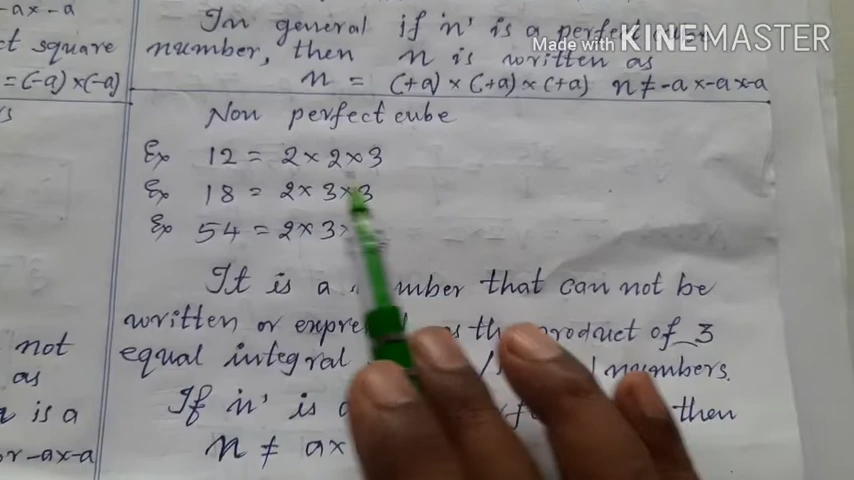 -ax-a
ct square
=(-a)×(-a)
In general if 'n' is a perfect
number, then n is written as
n = (+a)×(+a)×(+a) n≠-a×-a×-a
Made with KINEMASTER
Non perfect cube
Ex 12 = 2×2×3
Ex 18 = 2×3×3
Ex 54 = 2×3×
It is a number that can not be
written or expre the product of 3
equal integral numbers.
If 'n' is then
n ≠ a×
not
as
is a
or -a×-a